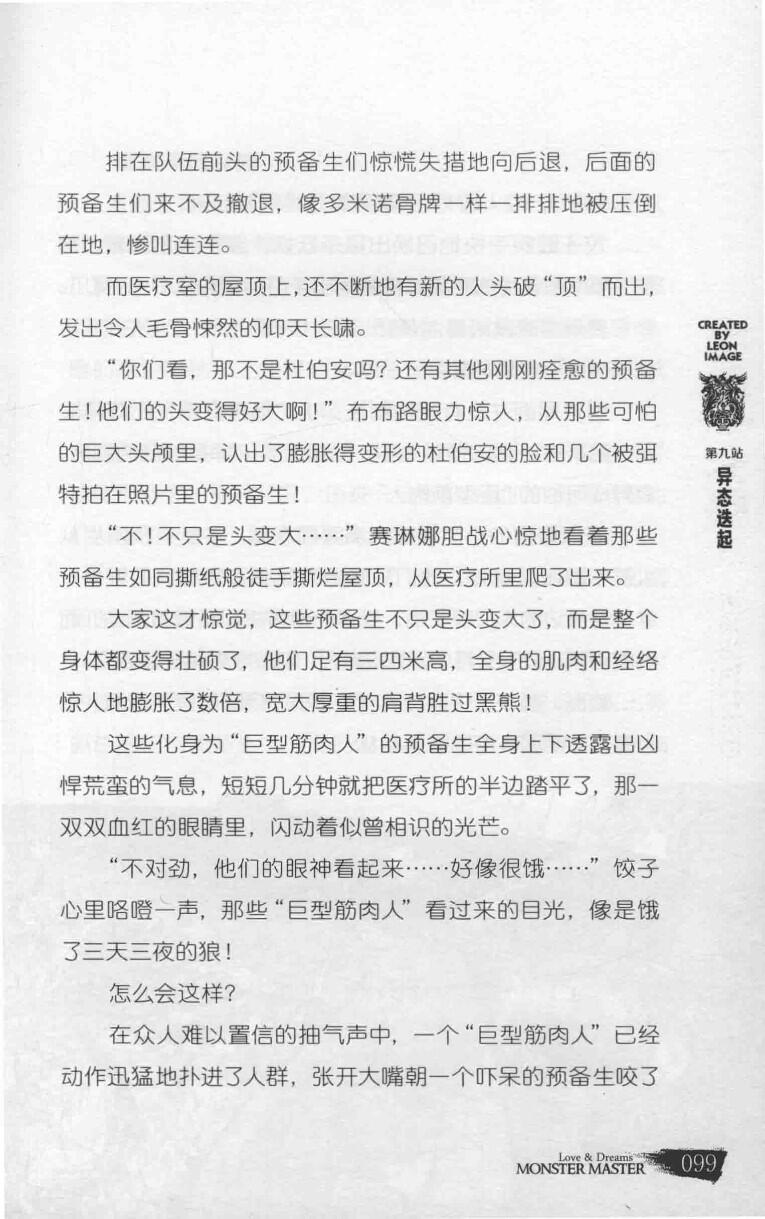 排在队伍前头的预备生们惊慌失措地向后退，后面的
预备生们来不及撤退，像多米诺骨牌一样一排排地被压倒
在地，惨叫连连。
而医疗室的屋顶上，还不断地有新的人头破“顶”而出，
发出令人毛骨悚然的仰天长啸。
“你们看，那不是杜伯安吗？还有其他刚刚痊愈的预备
生！他们的头变得好大啊！”布布路眼力惊人，从那些可怕
的巨大头颅里，认出了膨胀得变形的杜伯安的脸和几个被弭
特拍在照片里的预备生！
“不！不只是头变大……”赛琳娜胆战心惊地看着那些
预备生如同撕纸般徒手撕烂屋顶，从医疗所里爬了出来。
大家这才惊觉，这些预备生不只是头变大了，而是整个
身体都变得壮硕了，他们足有三四米高，全身的肌肉和经络
惊人地膨胀了数倍，宽大厚重的肩背胜过黑熊！
这些化身为“巨型筋肉人”的预备生全身上下透露出凶
悍荒蛮的气息，短短几分钟就把医疗所的半边踏平了，那一
双双血红的眼睛里，闪动着似曾相识的光芒。
“不对劲，他们的眼神看起来……好像很饿……”饺子
心里咯噔一声，那些“巨型筋肉人”看过来的目光，像是饿
了三天三夜的狼！
怎么会这样？
在众人难以置信的抽气声中，一个“巨型筋肉人”已经
动作迅猛地扑进了人群，张开大嘴朝一个吓呆的预备生咬了
CREATED
BY
LEON
IMAGE
第九站
异态迭起
Love & Dreams
MONSTER MASTER
099